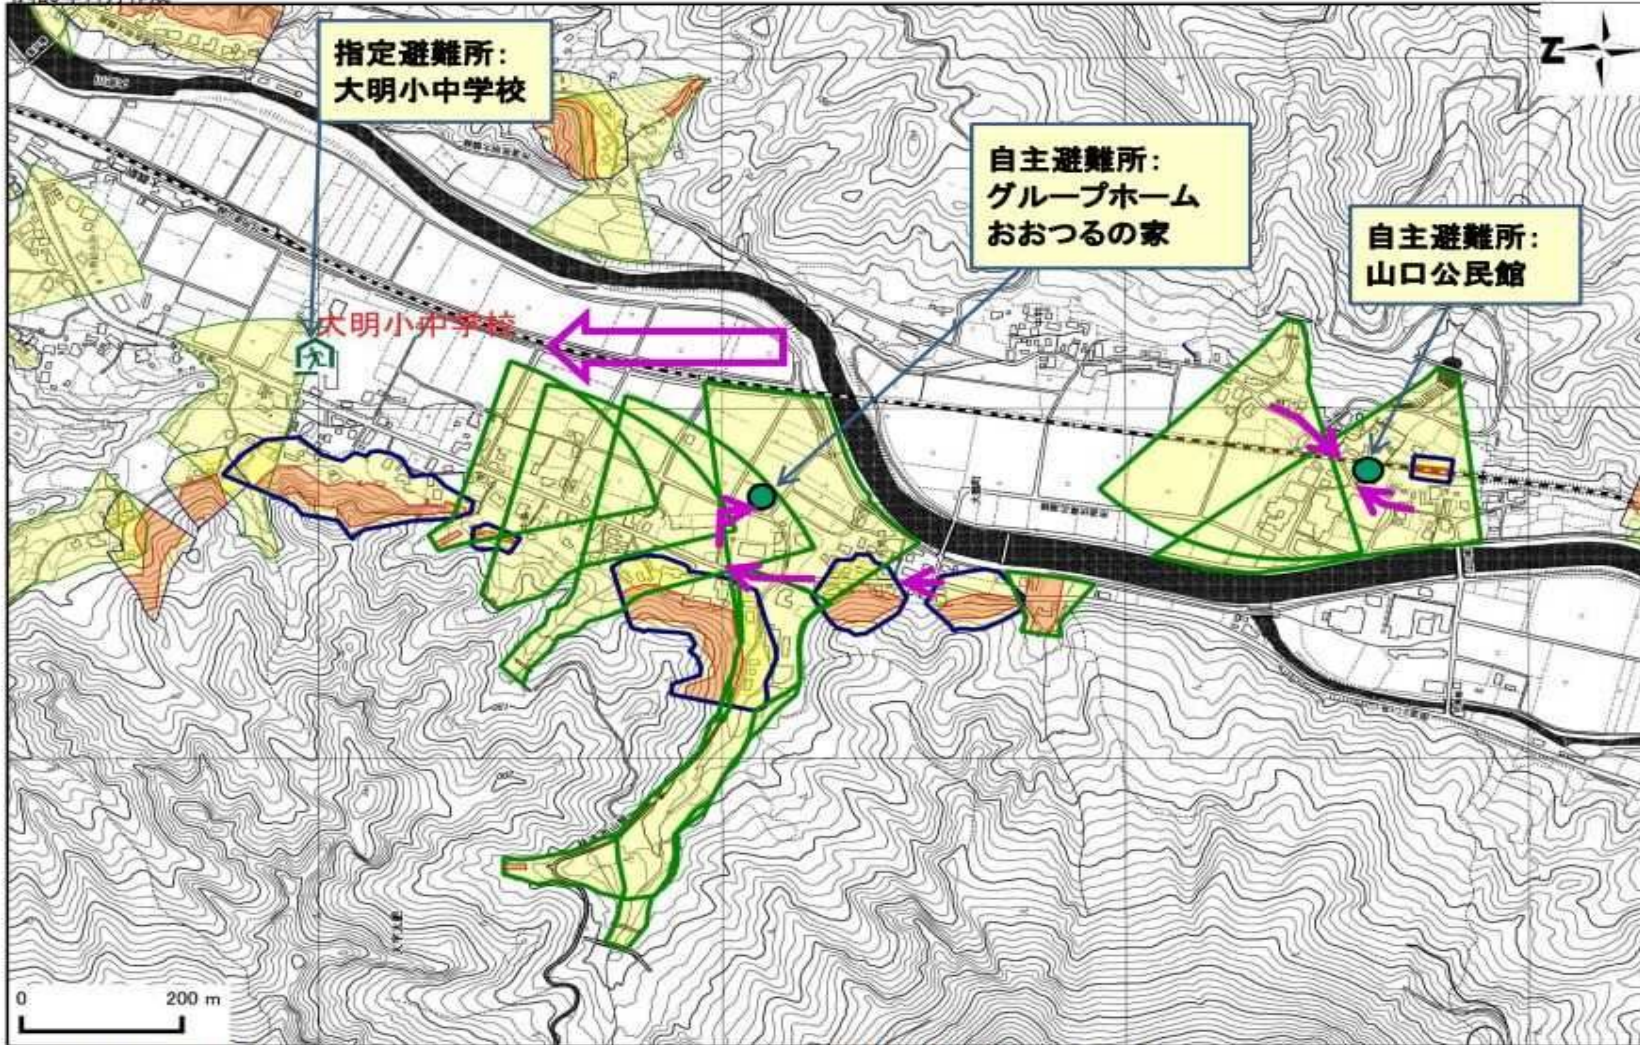 指定避難所：
大明小中学校
自主避難所：
グループホーム
おおつるの家
自主避難所：
山口公民館
大明小中学校
Z
0 200 m